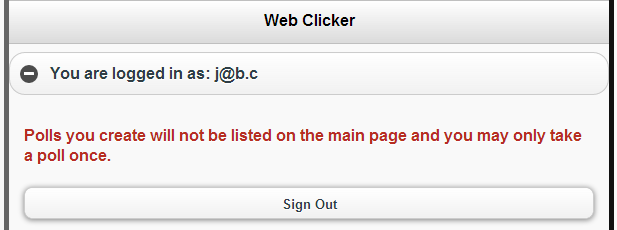 Web Clicker
You are logged in as: j@b.c
Polls you create will not be listed on the main page and you may only take
a poll once.
Sign Out